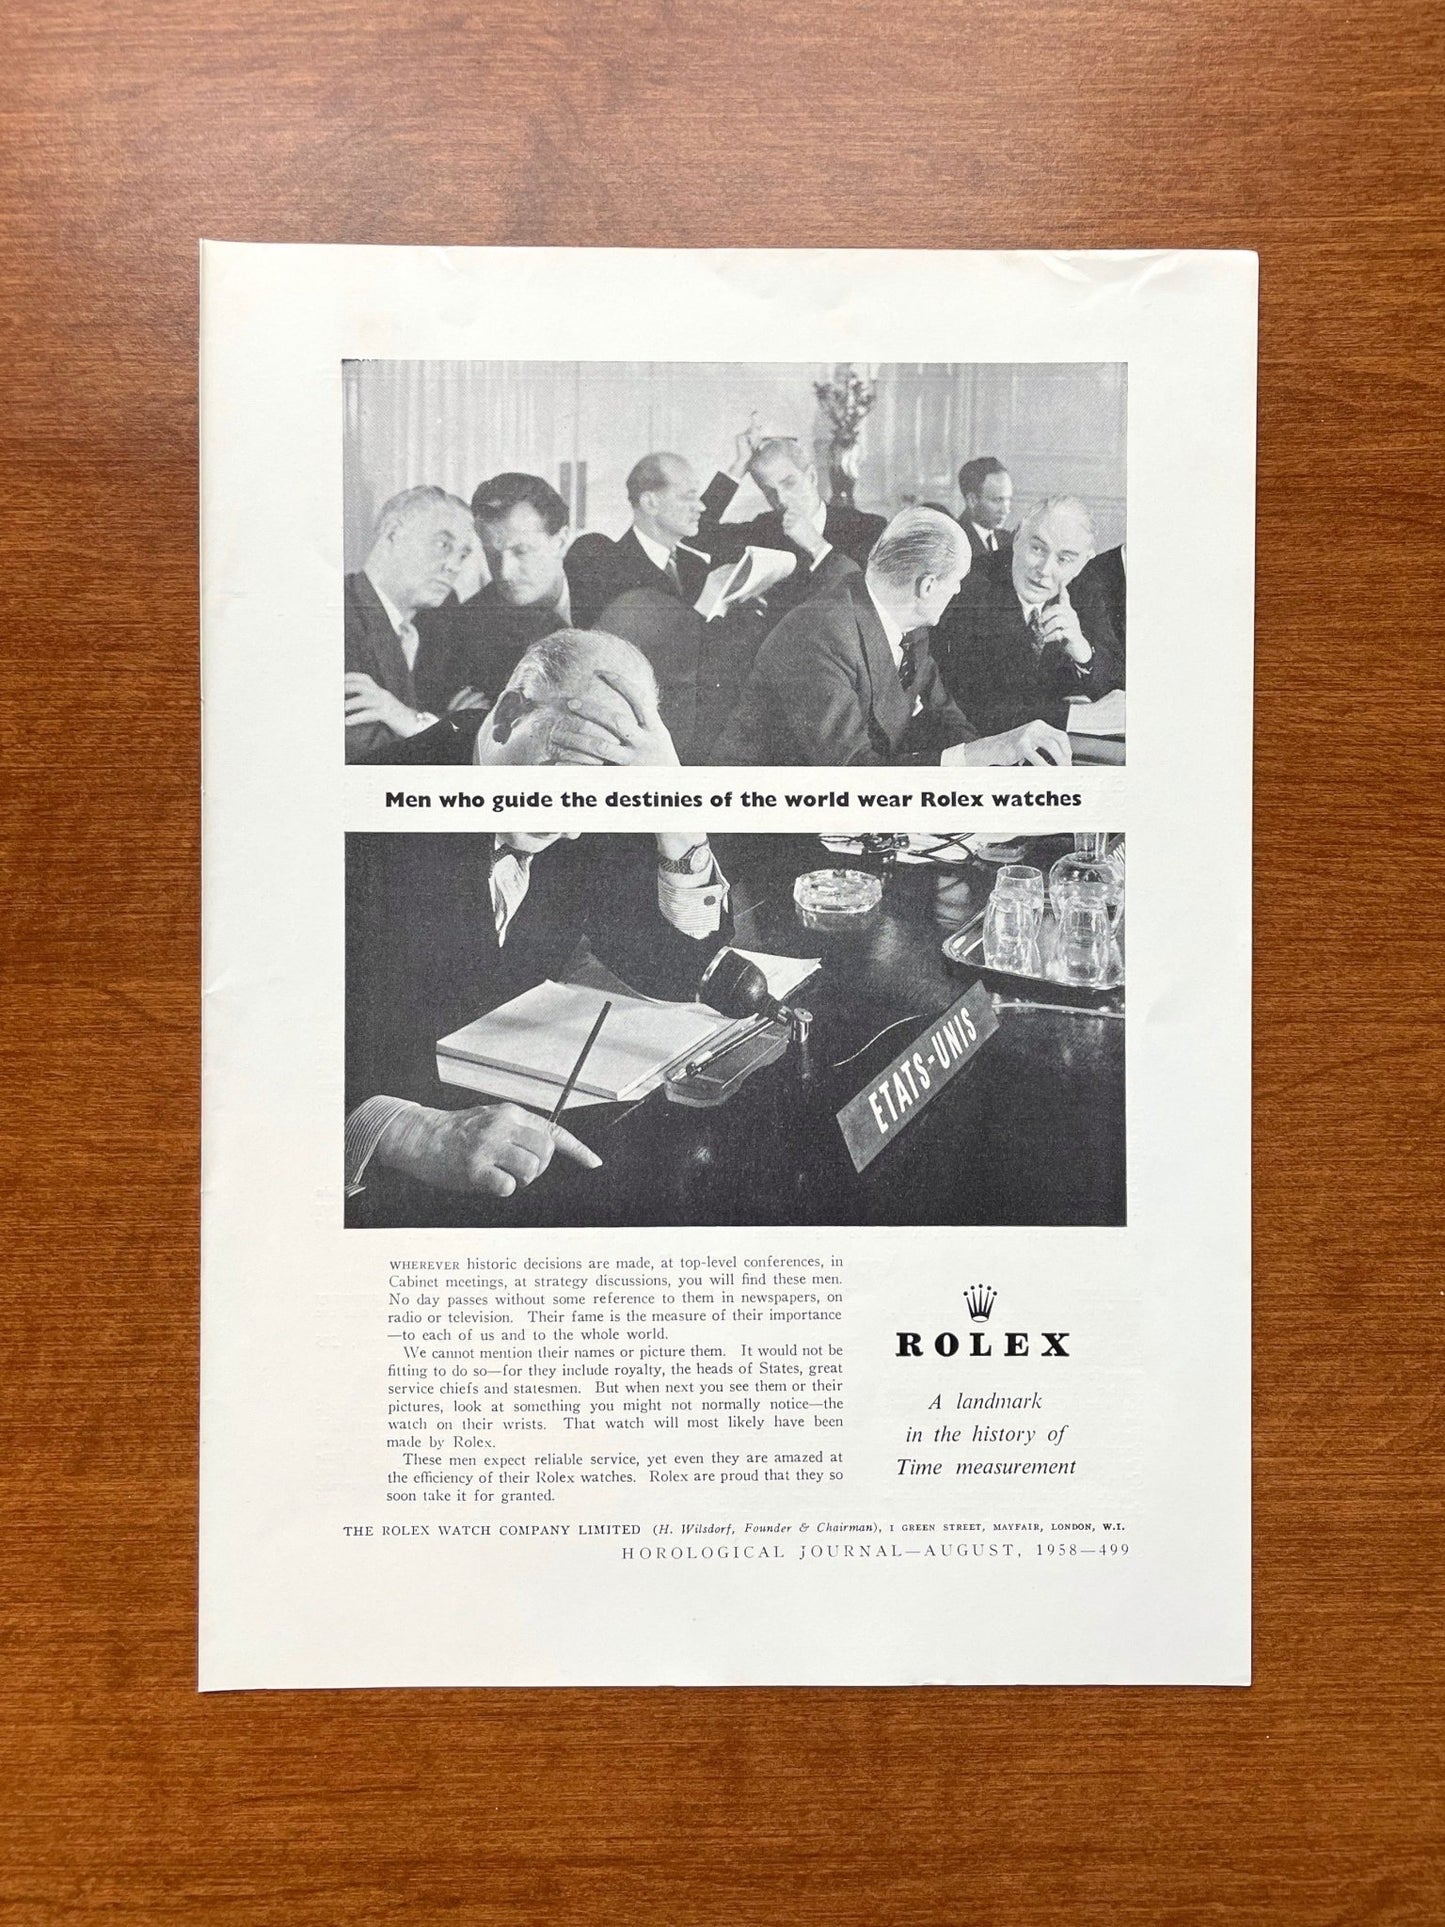 Men who guide the destinies of the world wear Rolex watches
ETATS-UNIS
WHEREVER historic decisions are made, at top-level conferences, in
Cabinet meetings, at strategy discussions, you will find these men.
No day passes without some reference to them in newspapers, on
radio or television. Their fame is the measure of their importance
—to each of us and to the whole world.
We cannot mention their names or picture them. It would not be
fitting to do so—for they include royalty, the heads of States, great
service chiefs and statesmen. But when next you see them or their
pictures, look at something you might not normally notice—the
watch on their wrists. That watch will most likely have been
made by Rolex.
These men expect reliable service, yet even they are amazed at
the efficiency of their Rolex watches. Rolex are proud that they so
soon take it for granted.
ROLEX
A landmark
in the history of
Time measurement
THE ROLEX WATCH COMPANY LIMITED (H. Wilsdorf, Founder & Chairman), 1 GREEN STREET, MAYFAIR, LONDON, W.1.
HOROLOGICAL JOURNAL—AUGUST, 1958—499